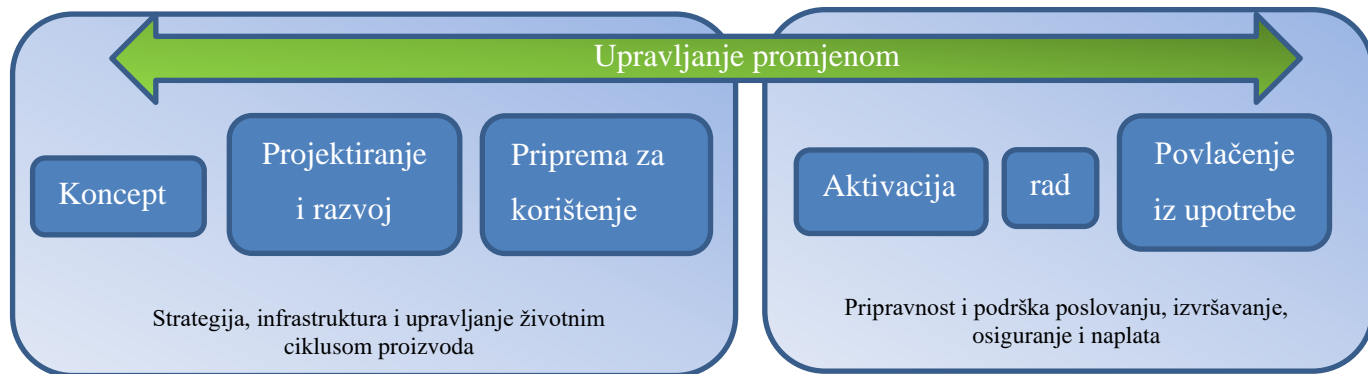 Upravljanje promjenom
Koncept
Projektiranje
i razvoj
Priprema za
korištenje
Strategija, infrastruktura i upravljanje životnim
ciklusom proizvoda
Aktivacija
rad
Povlačenje
iz upotrebe
Pripravnost i podrška poslovanju, izvršavanje,
osiguranje i naplata